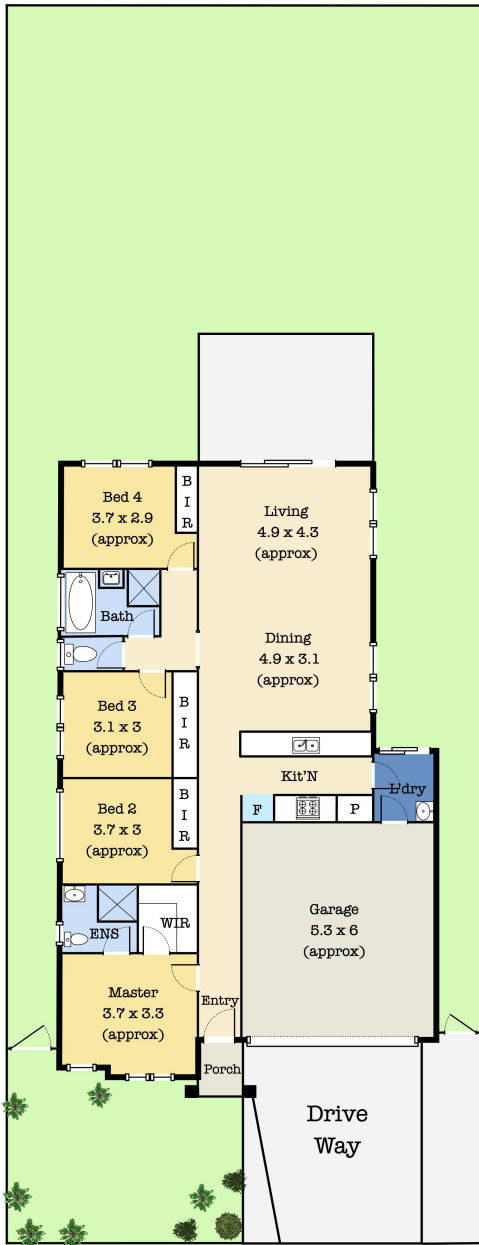 Bed 4
3.7 x 2.9
(approx)
B
I
R
Living
4.9 x 4.3
(approx)
Bath
Dining
4.9 x 3.1
(approx)
Bed 3
3.1 x 3
(approx)
B
I
R
Kit'N
L'dry
F
P
Bed 2
3.7 x 3
(approx)
B
I
R
Garage
5.3 x 6
(approx)
ENS
WIR
Master
3.7 x 3.3
(approx)
Entry
Porch
Drive
Way